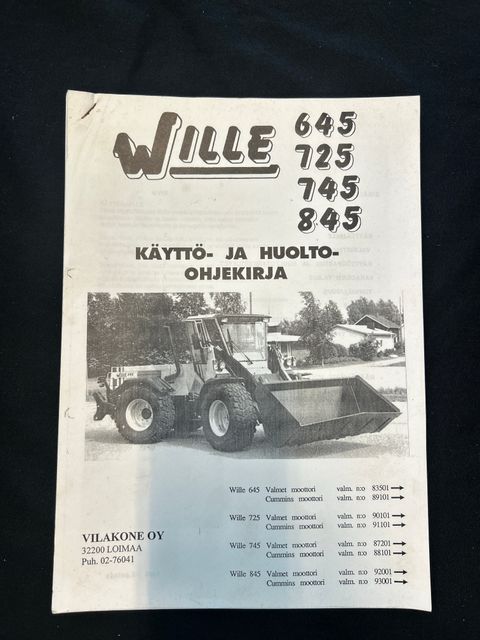 WILLE
645
725
745
845
KÄYTTÖ- JA HUOLTO-
OHJEKIRJA
Wille 645 Valmet moottori valm. n:o 83501 →
Cummins moottori valm. n:o 89101 →
Wille 725 Valmet moottori valm. n:o 90101 →
Cummins moottori valm. n:o 91101 →
Wille 745 Valmet moottori valm. n:o 87201 →
Cummins moottori valm. n:o 88101 →
Wille 845 Valmet moottori valm. n:o 92001 →
Cummins moottori valm. n:o 93001 →
VILAKONE OY
32200 LOIMAA
Puh. 02-76041